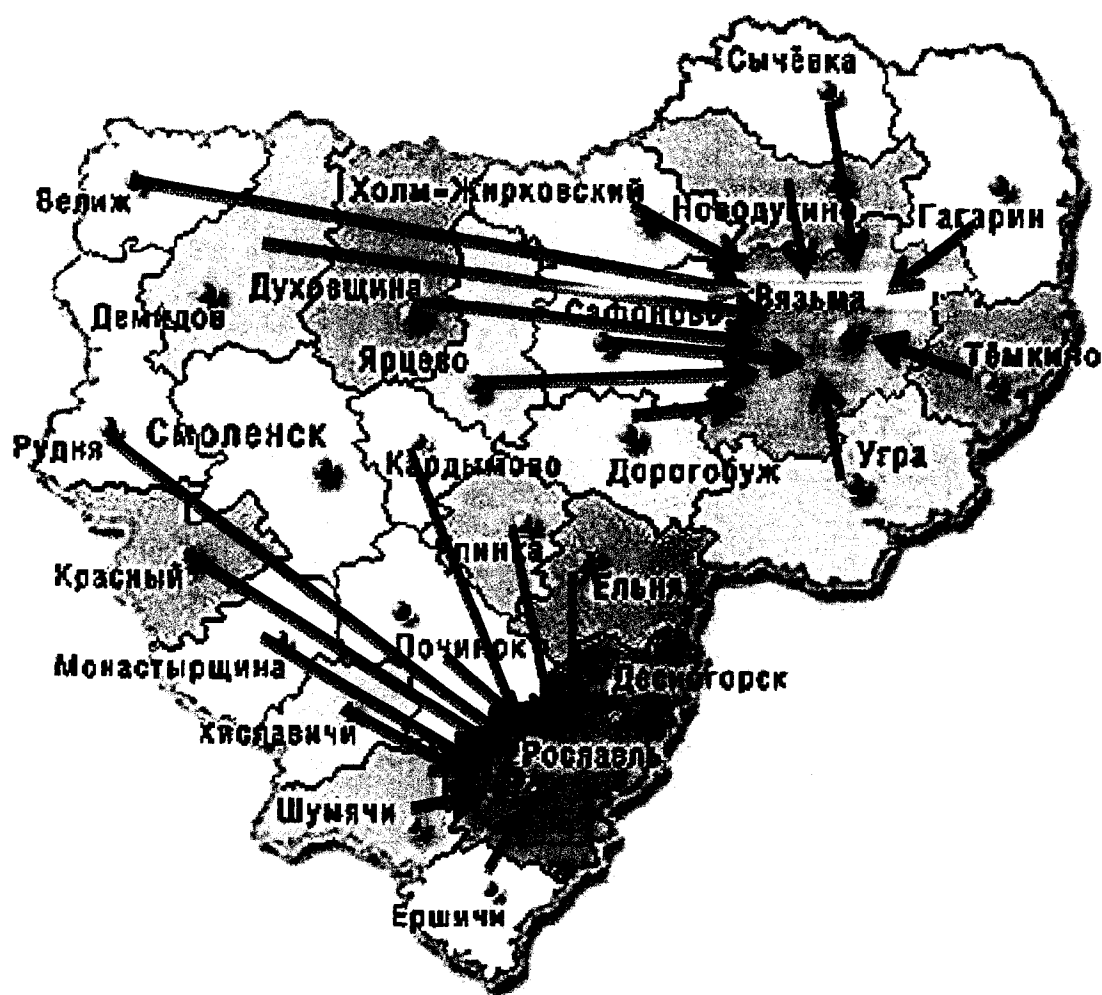 Сычёвка
Велиж
Холм-Жирховский
Новодугино
Гагарин
Духовщина
Демидов
Сафоново
Вязьма
Ярцево
Тёмкино
Рудня
Смоленск
Кардымово
Дорогобуж
Угра
Глинка
Красный
Ельня
Починок
Монастырщина
Десногорск
Хиславичи
Рославль
Шумячи
Ершичи